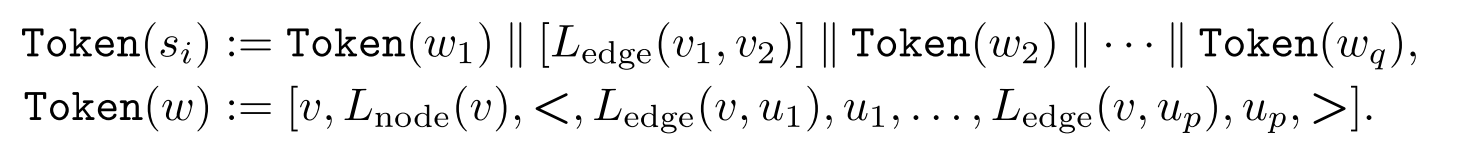 Token(s_i) := Token(w_1) ∥ [L_edge(v_1, v_2)] ∥ Token(w_2) ∥ ⋯ ∥ Token(w_q),
Token(w) := [v, L_node(v), <, L_edge(v, u_1), u_1, …, L_edge(v, u_p), u_p, >].